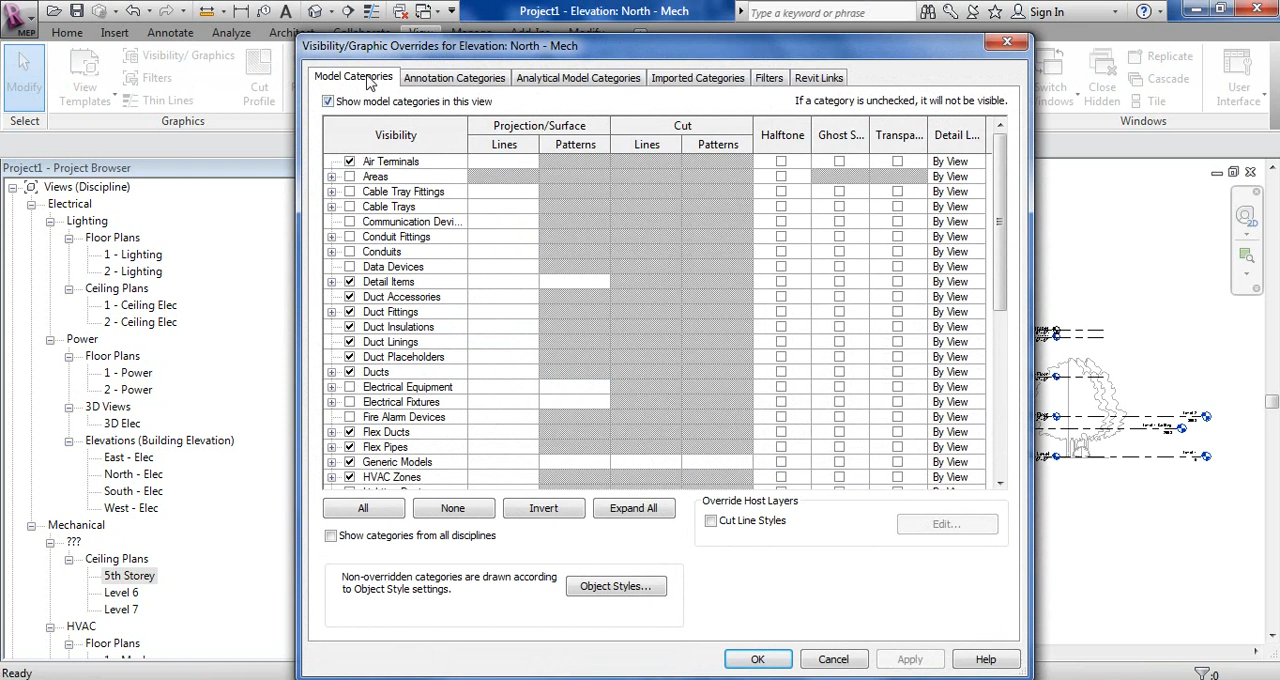 Project1 - Elevation: North - Mech
Type a keyword or phrase
Sign In
MEP
Home Insert Annotate Analyze
Visibility/Graphic Overrides for Elevation: North - Mech
Modify
View
Templates
Visibility/ Graphics
Filters
Thin Lines
Cut
Profile
Switch
Windows
Close
Hidden
Replicate
Cascade
Tile
User
Interface
Select
Graphics
Windows
Model Categories Annotation Categories Analytical Model Categories Imported Categories Filters Revit Links
Show model categories in this view If a category is unchecked, it will not be visible.
Visibility Projection/Surface Cut Halftone Ghost S... Transpa... Detail L...
Lines Patterns Lines Patterns
Air Terminals By View
Areas By View
Cable Tray Fittings By View
Cable Trays By View
Communication Devi... By View
Conduit Fittings By View
Conduits By View
Data Devices By View
Detail Items By View
Duct Accessories By View
Duct Fittings By View
Duct Insulations By View
Duct Linings By View
Duct Placeholders By View
Ducts By View
Electrical Equipment By View
Electrical Fixtures By View
Fire Alarm Devices By View
Flex Ducts By View
Flex Pipes By View
Generic Models By View
HVAC Zones By View
All None Invert Expand All
Show categories from all disciplines
Override Host Layers
Cut Line Styles Edit...
Non-overridden categories are drawn according
to Object Style settings.
Object Styles...
OK Cancel Apply Help
Project1 - Project Browser
Views (Discipline)
Electrical
Lighting
Floor Plans
1 - Lighting
2 - Lighting
Ceiling Plans
1 - Ceiling Elec
2 - Ceiling Elec
Power
Floor Plans
1 - Power
2 - Power
3D Views
3D Elec
Elevations (Building Elevation)
East - Elec
North - Elec
South - Elec
West - Elec
Mechanical
???
Ceiling Plans
5th Storey
Level 6
Level 7
HVAC
Floor Plans
2D
Ready
:0